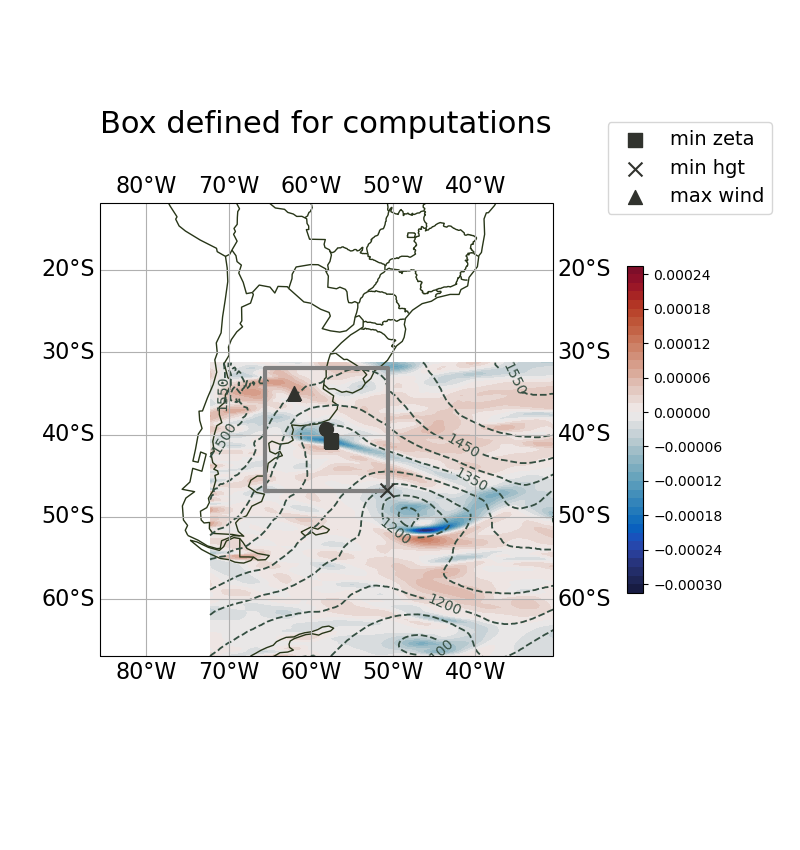 Box defined for computations
min zeta
min hgt
max wind
80°W 70°W 60°W 50°W 40°W
20°S 20°S
30°S 30°S
40°S 40°S
50°S 50°S
60°S 60°S
80°W 70°W 60°W 50°W 40°W
1550
1550
1500
1450
1350
1200
1200
100
0.00024
0.00018
0.00012
0.00006
0.00000
−0.00006
−0.00012
−0.00018
−0.00024
−0.00030